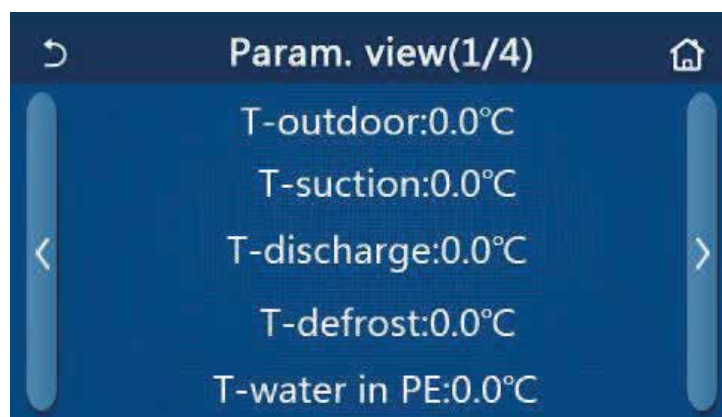 Param. view(1/4)
T-outdoor:0.0℃
T-suction:0.0℃
T-discharge:0.0℃
T-defrost:0.0℃
T-water in PE:0.0℃